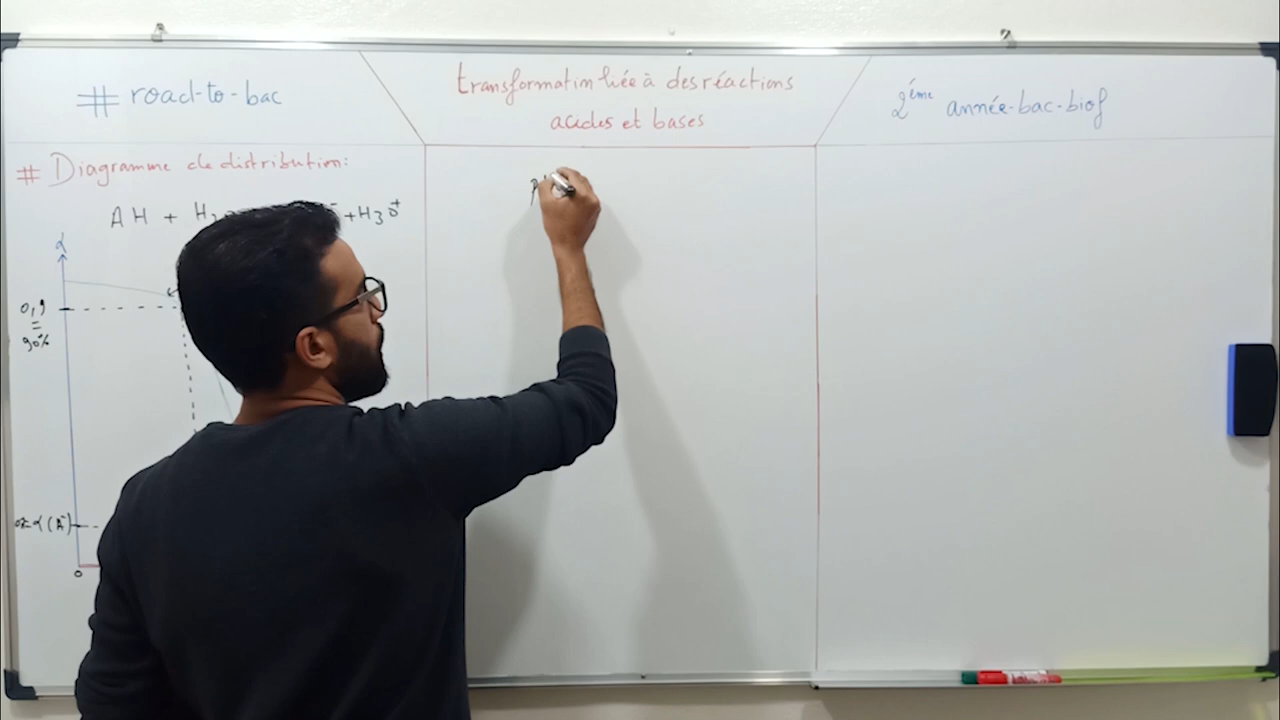 # road-to-bac
transformation liée à des réactions
acides et bases
2ème année-bac-biof
# Diagramme de distribution:
AH + H₂ +H₃O⁺
α
0,9
=
90%
α(A⁻)
0